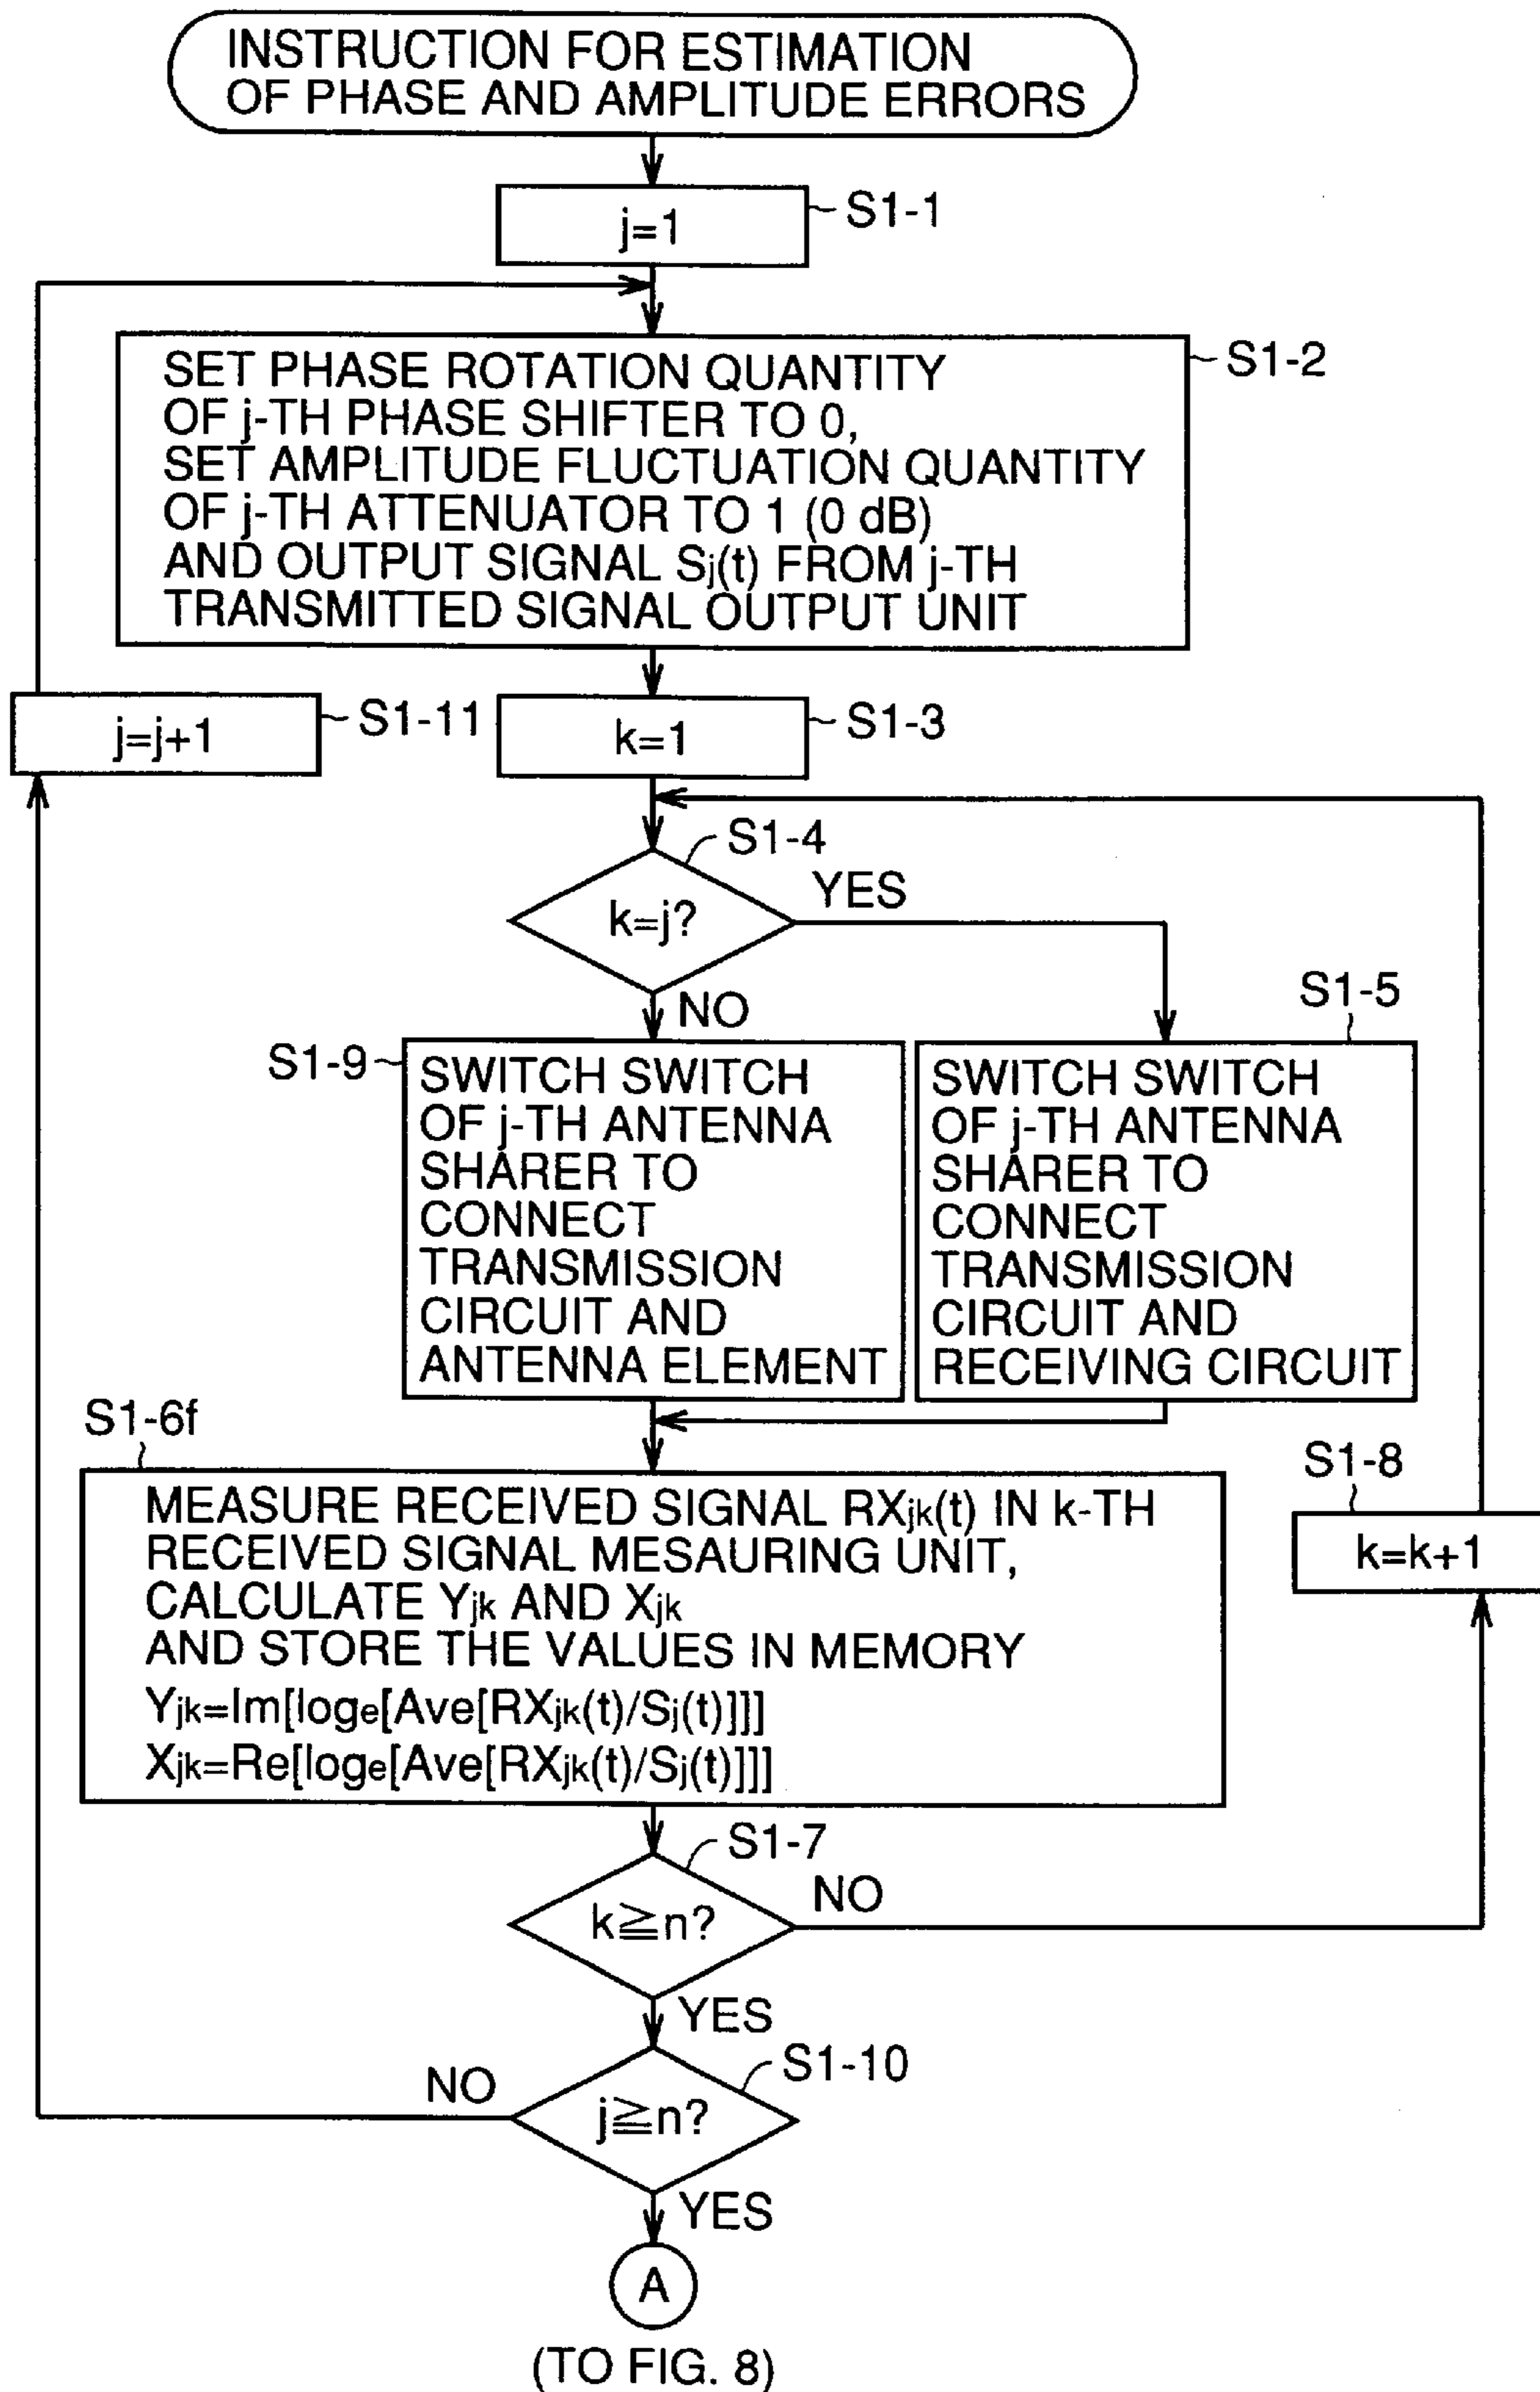 INSTRUCTION FOR ESTIMATION
OF PHASE AND AMPLITUDE ERRORS
j=1
S1-1
SET PHASE ROTATION QUANTITY
OF j-TH PHASE SHIFTER TO 0,
SET AMPLITUDE FLUCTUATION QUANTITY
OF j-TH ATTENUATOR TO 1 (0 dB)
AND OUTPUT SIGNAL Sj(t) FROM j-TH
TRANSMITTED SIGNAL OUTPUT UNIT
S1-2
j=j+1
S1-11
k=1
S1-3
S1-4
k=j?
YES
NO
S1-9
SWITCH SWITCH
OF j-TH ANTENNA
SHARER TO
CONNECT
TRANSMISSION
CIRCUIT AND
ANTENNA ELEMENT
S1-5
SWITCH SWITCH
OF j-TH ANTENNA
SHARER TO
CONNECT
TRANSMISSION
CIRCUIT AND
RECEIVING CIRCUIT
S1-6f
MEASURE RECEIVED SIGNAL RXjk(t) IN k-TH
RECEIVED SIGNAL MESAURING UNIT,
CALCULATE Yjk AND Xjk
AND STORE THE VALUES IN MEMORY
Yjk=Im[loge[Ave[RXjk(t)/Sj(t)]]]
Xjk=Re[loge[Ave[RXjk(t)/Sj(t)]]]
S1-8
k=k+1
S1-7
k≧n?
NO
YES
S1-10
j≧n?
NO
YES
A
(TO FIG. 8)